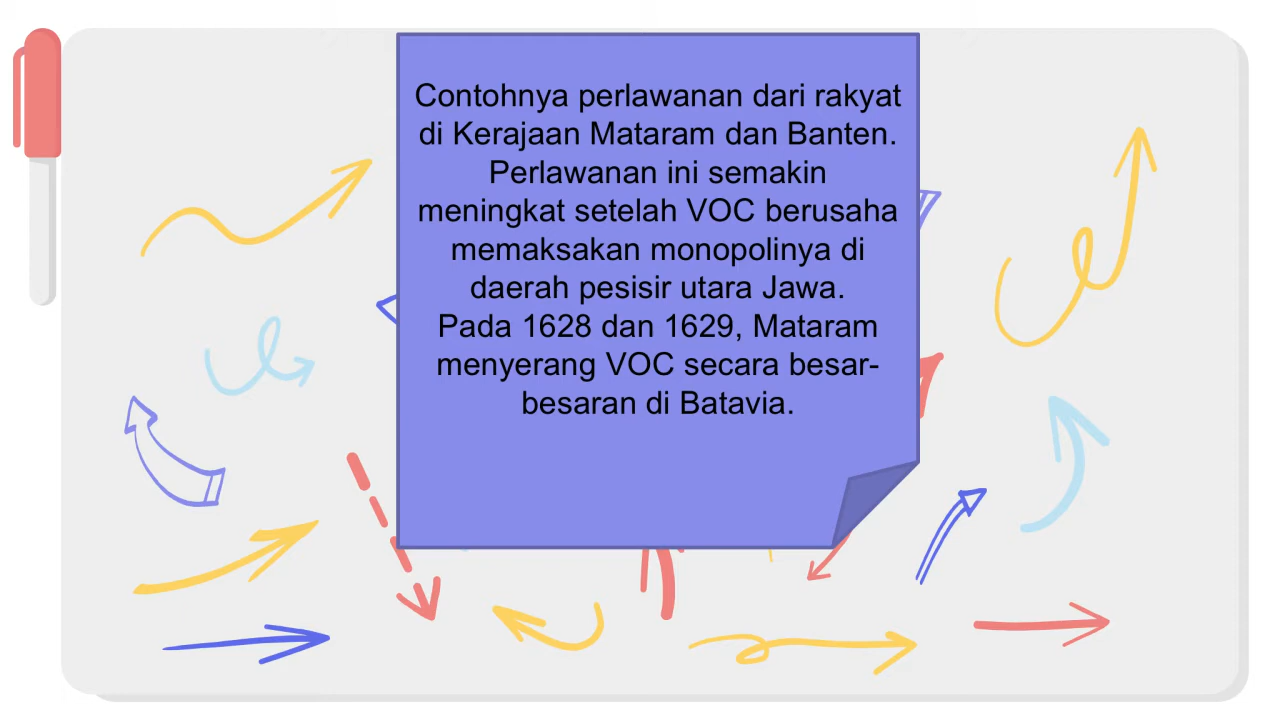 Contohnya perlawanan dari rakyat
di Kerajaan Mataram dan Banten.
Perlawanan ini semakin
meningkat setelah VOC berusaha
memaksakan monopolinya di
daerah pesisir utara Jawa.
Pada 1628 dan 1629, Mataram
menyerang VOC secara besar-
besaran di Batavia.